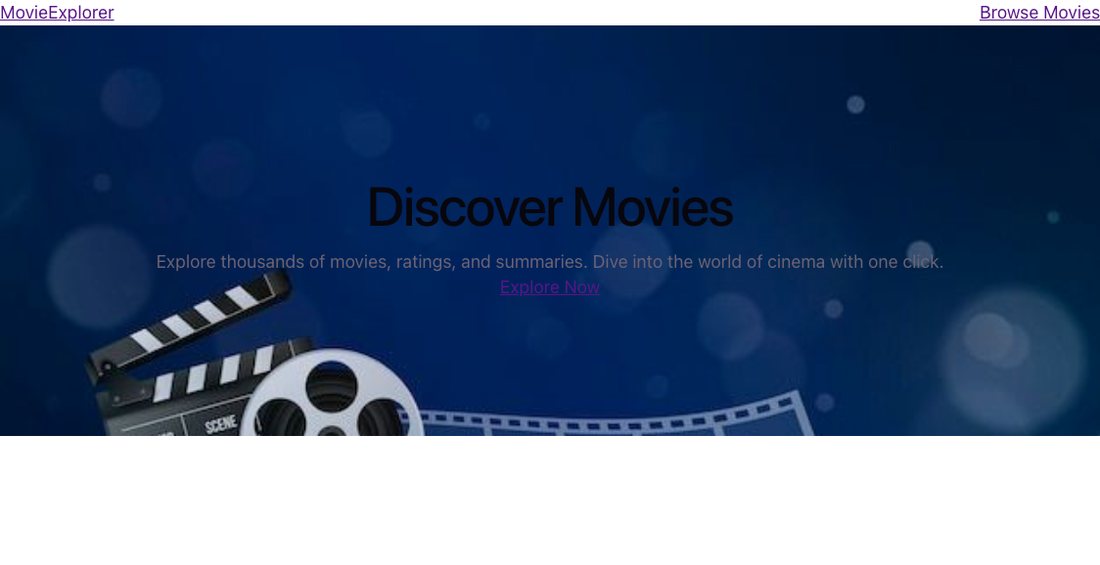 MovieExplorer
Browse Movies
Discover Movies
Explore thousands of movies, ratings, and summaries. Dive into the world of cinema with one click.
Explore Now
SCENE